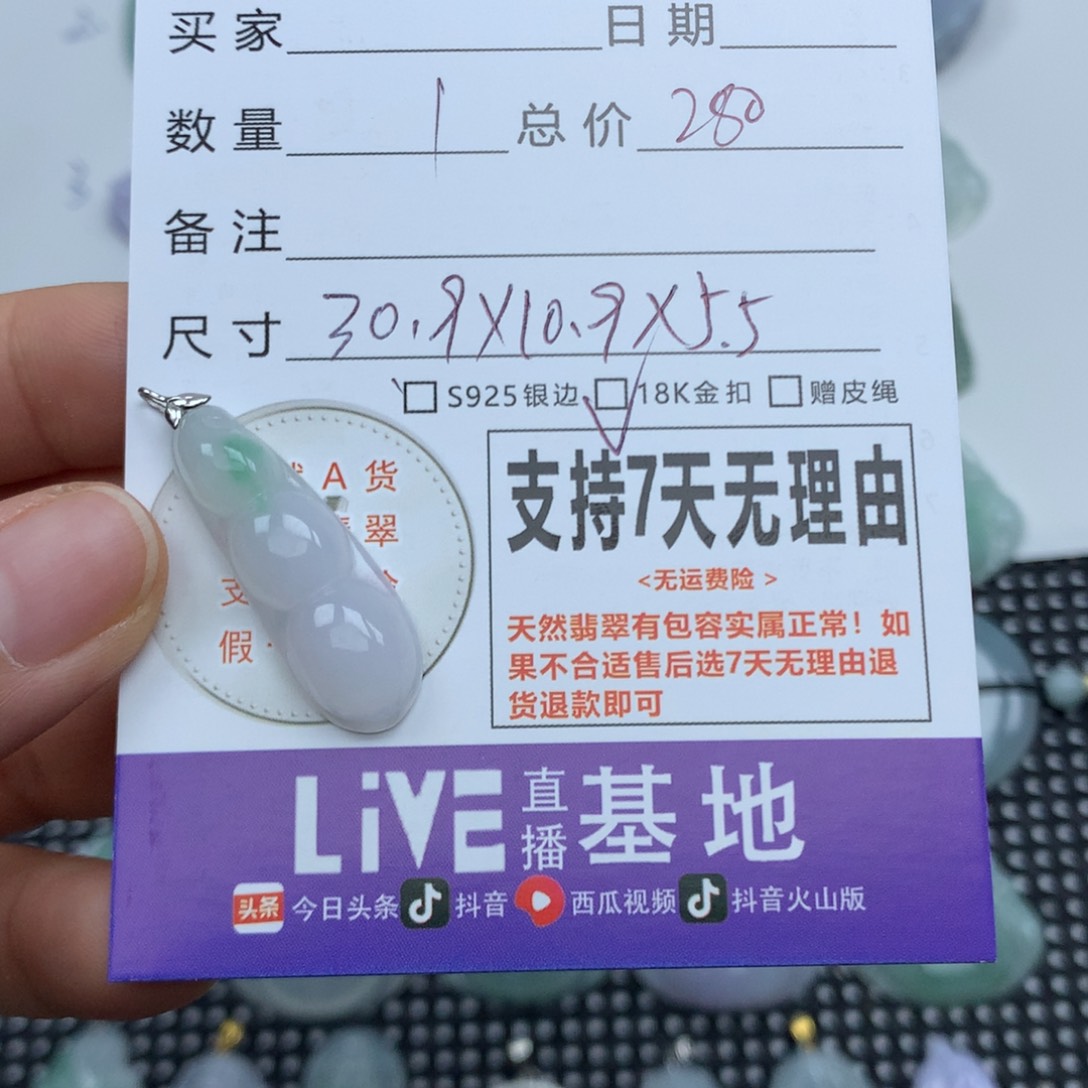 买家 日期
数量 1 总价 280
备注
尺寸 30.9X10.9X5.5
S925银边 18K金扣 赠皮绳
A货
翠
支
假·
支持7天无理由
<无运费险>
天然翡翠有包容实属正常！如
果不合适售后选7天无理由退
货退款即可
LiVE 直播 基地
头条 今日头条 抖音 西瓜视频 抖音火山版